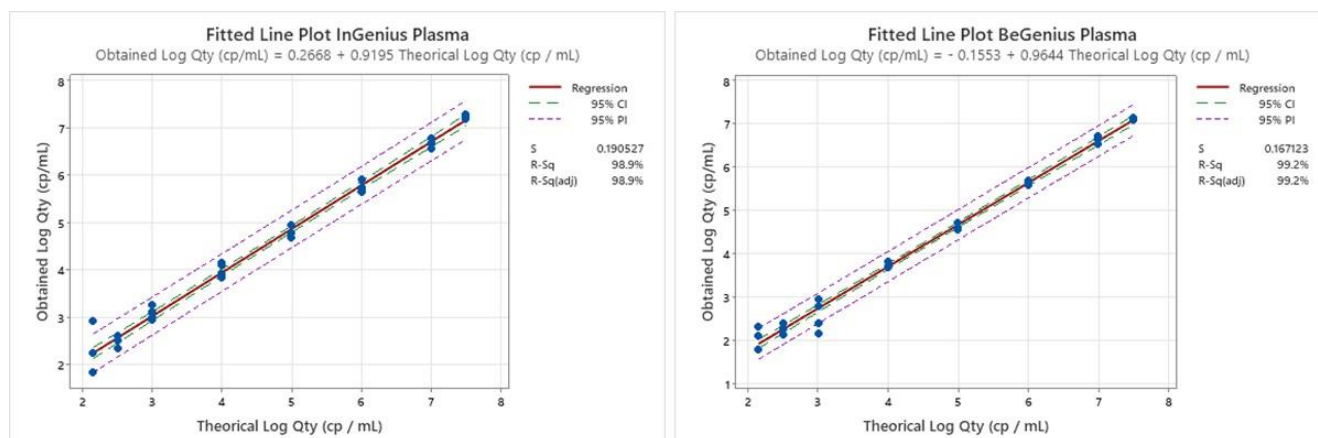 Fitted Line Plot InGenius Plasma
Obtained Log Qty (cp/mL) = 0.2668 + 0.9195 Theorical Log Qty (cp / mL)
Obtained Log Qty (cp/mL)
8
7
6
5
4
3
2
2 3 4 5 6 7 8
Theorical Log Qty (cp / mL)
Regression
95% CI
95% PI
S 0.190527
R-Sq 98.9%
R-Sq(adj) 98.9%
Fitted Line Plot BeGenius Plasma
Obtained Log Qty (cp/mL) = - 0.1553 + 0.9644 Theorical Log Qty (cp / mL)
Obtained Log Qty (cp/mL)
8
7
6
5
4
3
2
1
2 3 4 5 6 7 8
Theorical Log Qty (cp / mL)
Regression
95% CI
95% PI
S 0.167123
R-Sq 99.2%
R-Sq(adj) 99.2%